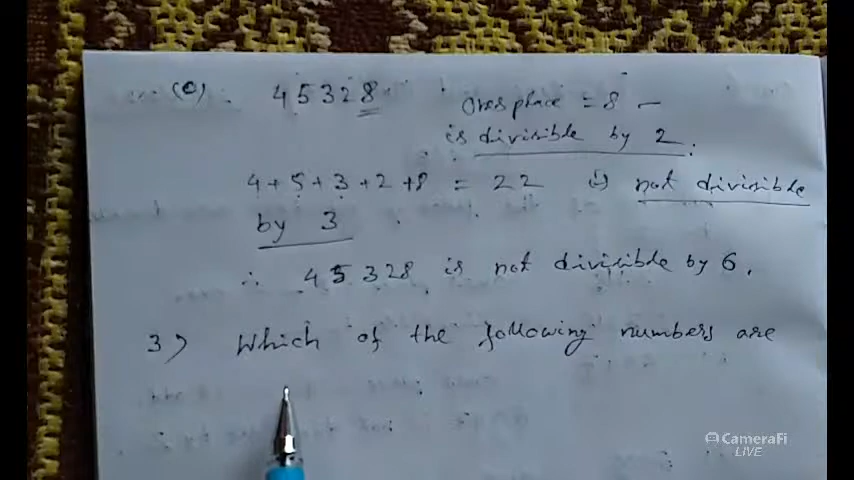 (c) 45328 Ones place = 8 –
is divisible by 2.
4+5+3+2+8 = 22 is not divisible
by 3
∴ 45328 is not divisible by 6.
3) Which of the following numbers are
CameraFi
LIVE